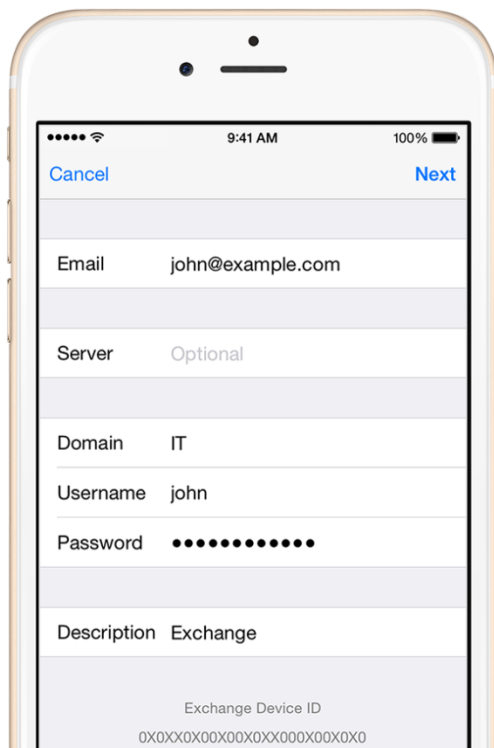 9:41 AM 100%
Cancel Next
Email john@example.com
Server Optional
Domain IT
Username john
Password ●●●●●●●●●●●●
Description Exchange
Exchange Device ID
0X0XX0X00X00X0XX000X00X0X0